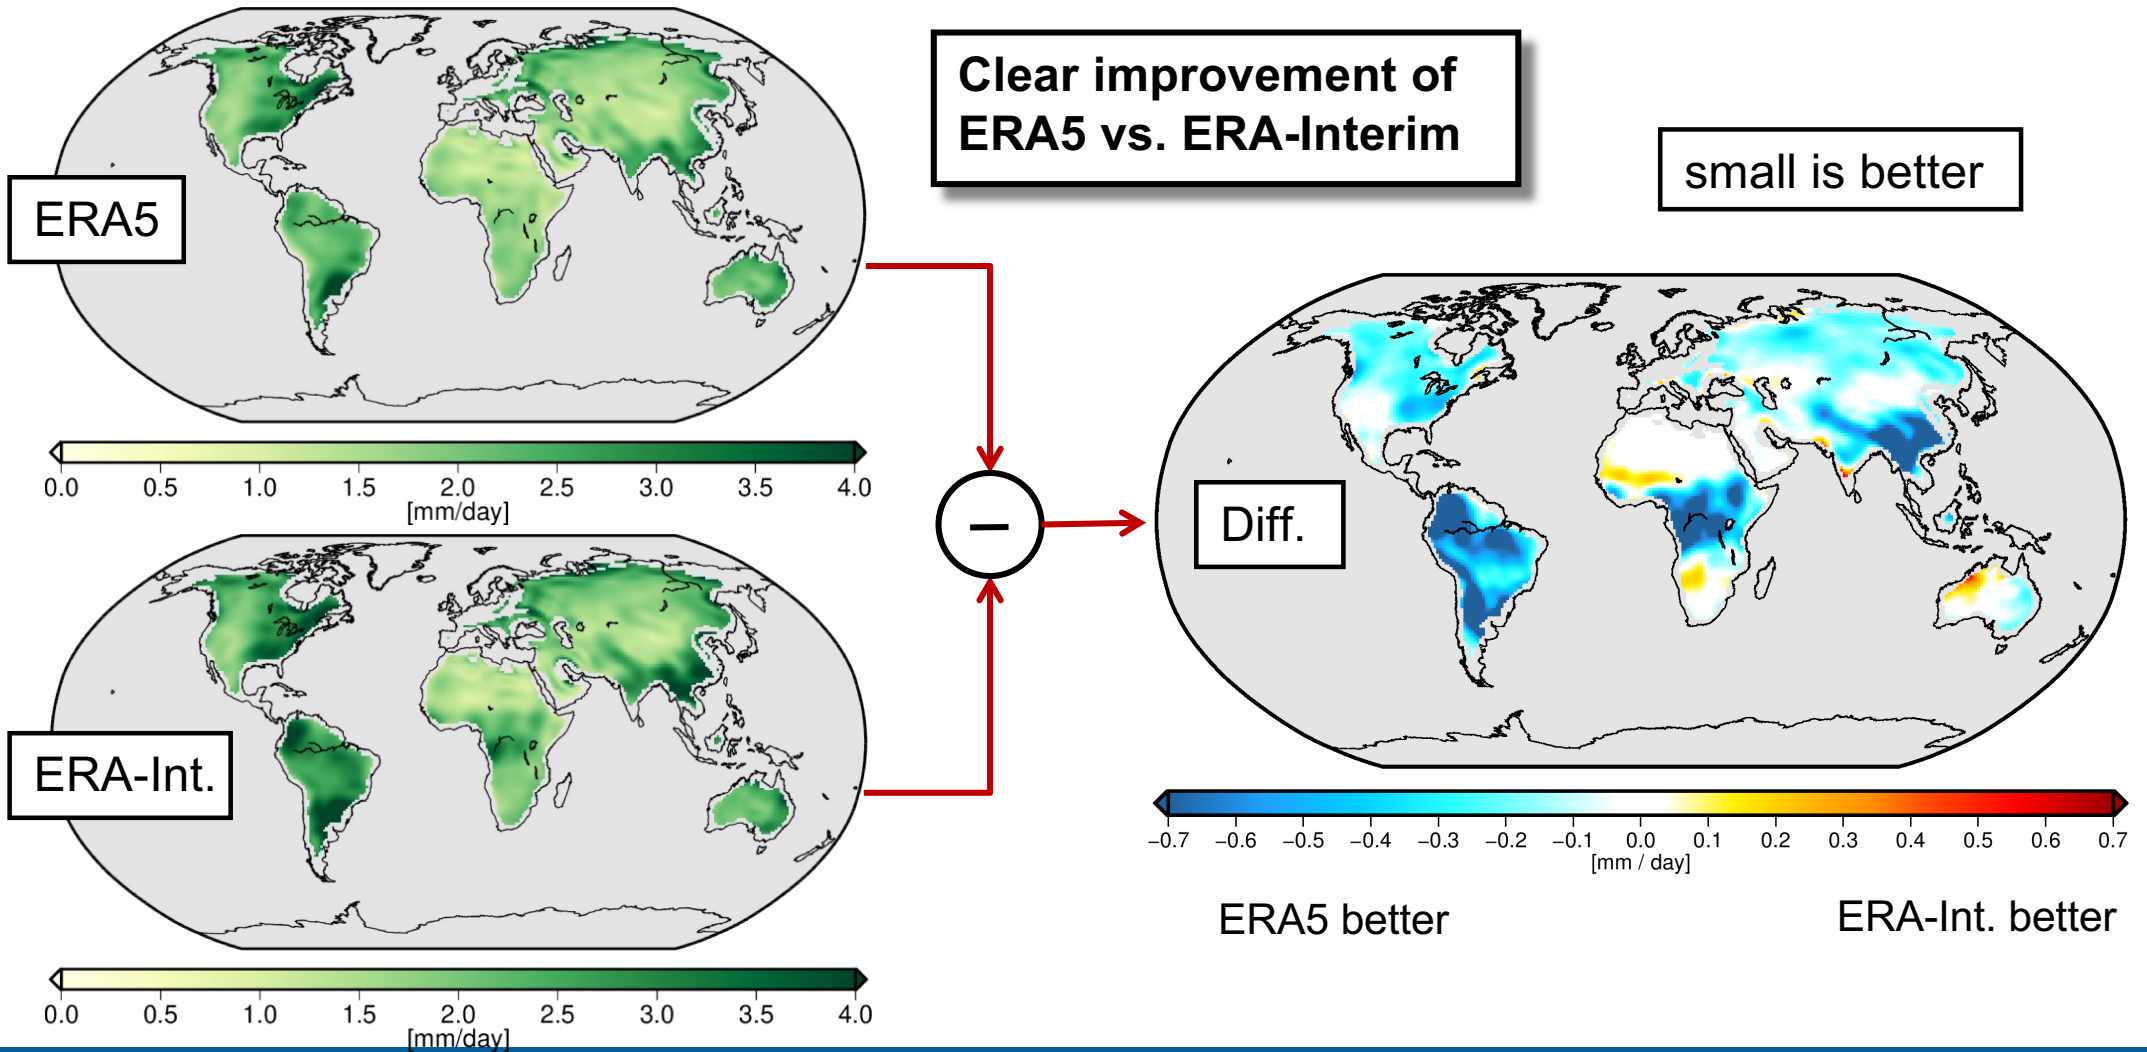 Clear improvement of
ERA5 vs. ERA-Interim
small is better
ERA5
0.0 0.5 1.0 1.5 2.0 2.5 3.0 3.5 4.0
[mm/day]
ERA-Int.
0.0 0.5 1.0 1.5 2.0 2.5 3.0 3.5 4.0
[mm/day]
−
Diff.
−0.7 −0.6 −0.5 −0.4 −0.3 −0.2 −0.1 0.0 0.1 0.2 0.3 0.4 0.5 0.6 0.7
[mm / day]
ERA5 better
ERA-Int. better